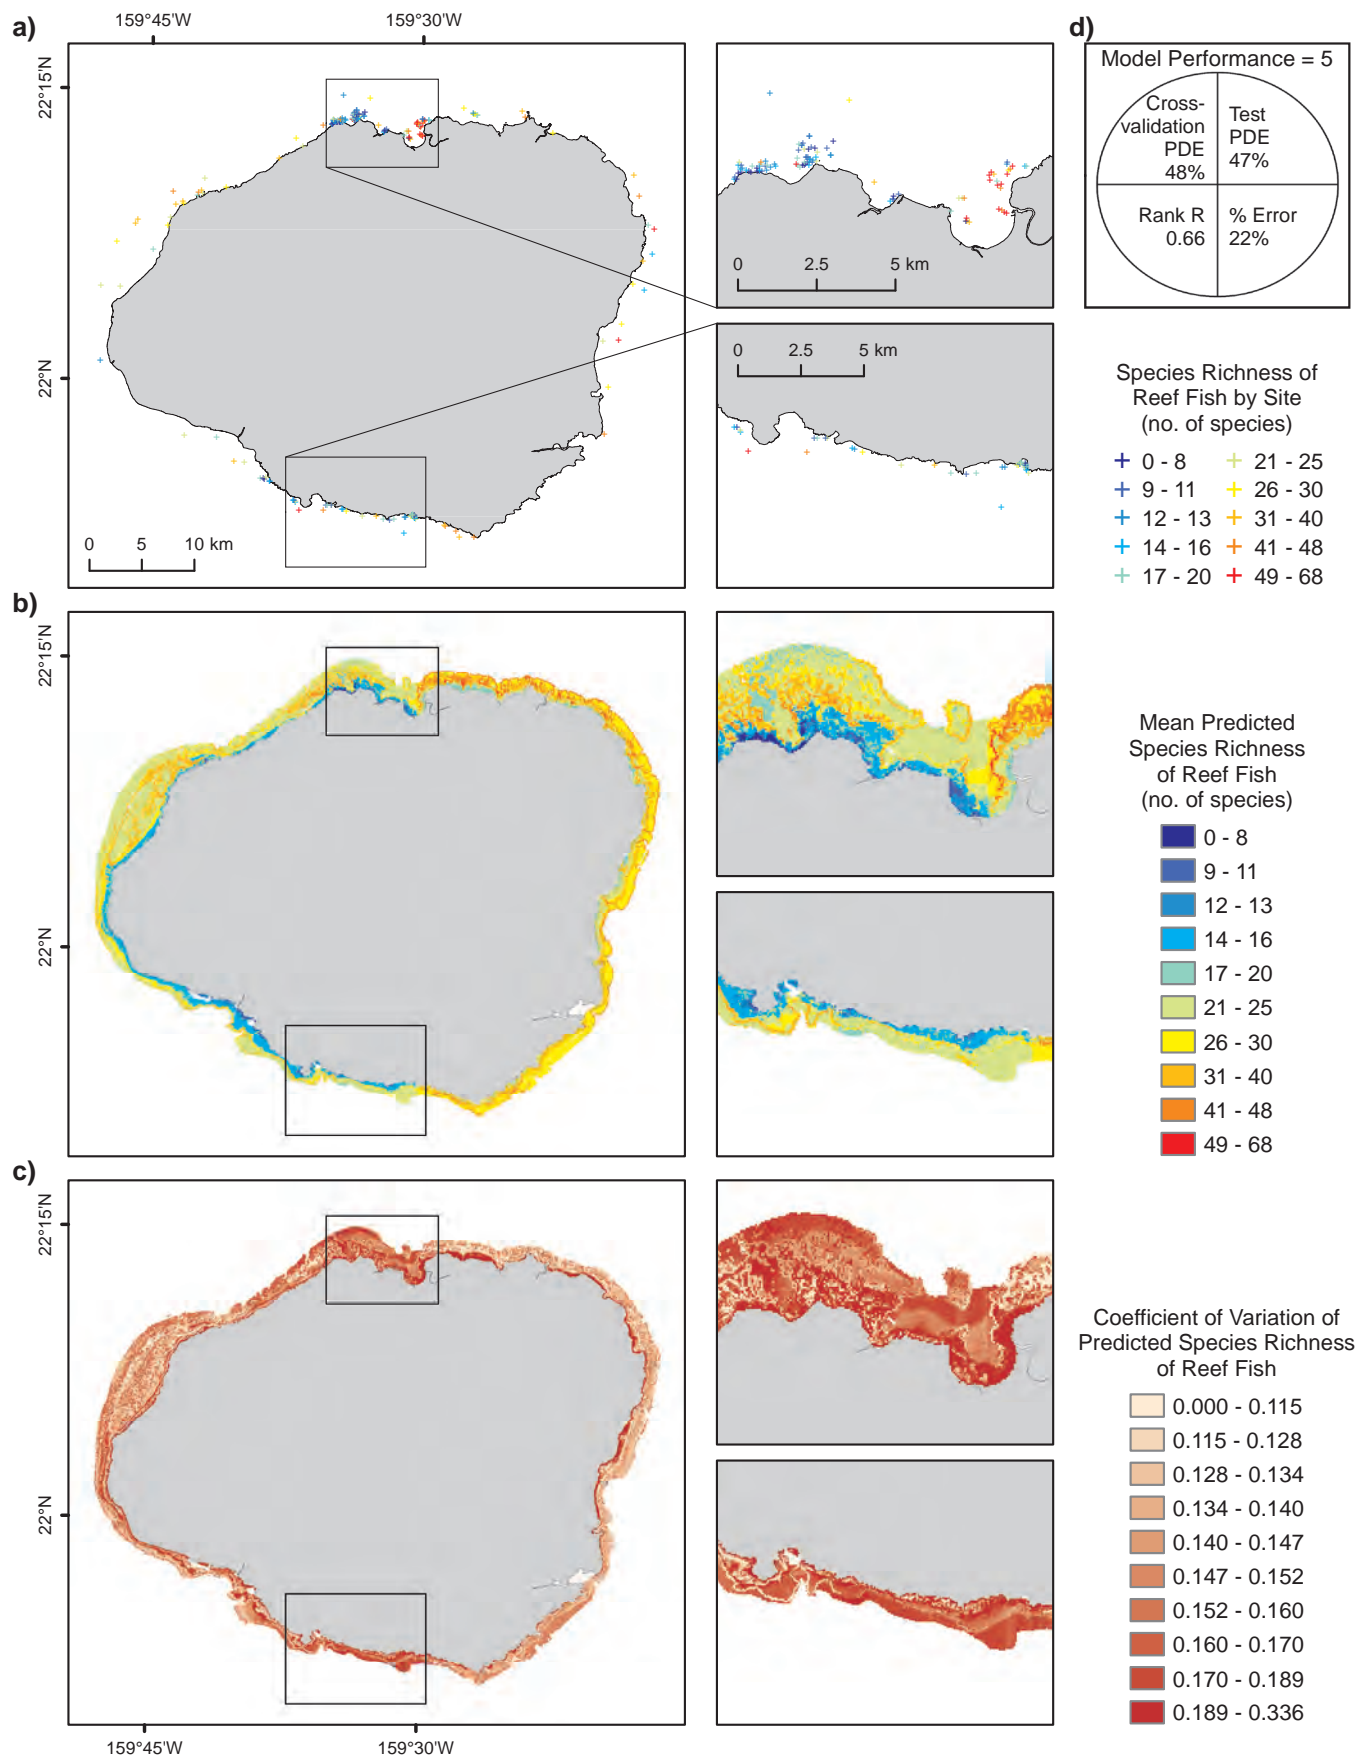 a)
159°45'W
159°30'W
22°15'N
22°N
0 5 10 km
0 2.5 5 km
0 2.5 5 km
d)
Model Performance = 5
Cross-
validation
PDE
48%
Test
PDE
47%
Rank R
0.66
% Error
22%
Species Richness of
Reef Fish by Site
(no. of species)
0 - 8
9 - 11
12 - 13
14 - 16
17 - 20
21 - 25
26 - 30
31 - 40
41 - 48
49 - 68
b)
22°15'N
22°N
Mean Predicted
Species Richness
of Reef Fish
(no. of species)
0 - 8
9 - 11
12 - 13
14 - 16
17 - 20
21 - 25
26 - 30
31 - 40
41 - 48
49 - 68
c)
22°15'N
22°N
159°45'W
159°30'W
Coefficient of Variation of
Predicted Species Richness
of Reef Fish
0.000 - 0.115
0.115 - 0.128
0.128 - 0.134
0.134 - 0.140
0.140 - 0.147
0.147 - 0.152
0.152 - 0.160
0.160 - 0.170
0.170 - 0.189
0.189 - 0.336